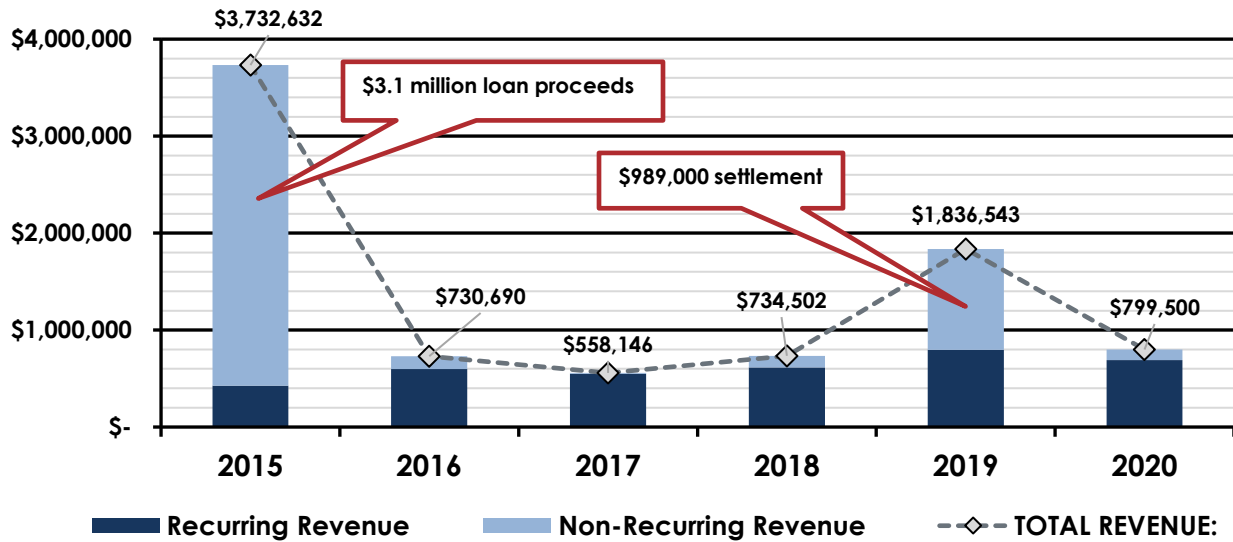 $3,732,632
$4,000,000
$3.1 million loan proceeds
$3,000,000
$989,000 settlement
$2,000,000
$1,836,543
$730,690
$734,502
$799,500
$1,000,000
$558,146
$-
2015 2016 2017 2018 2019 2020
Recurring Revenue Non-Recurring Revenue TOTAL REVENUE: